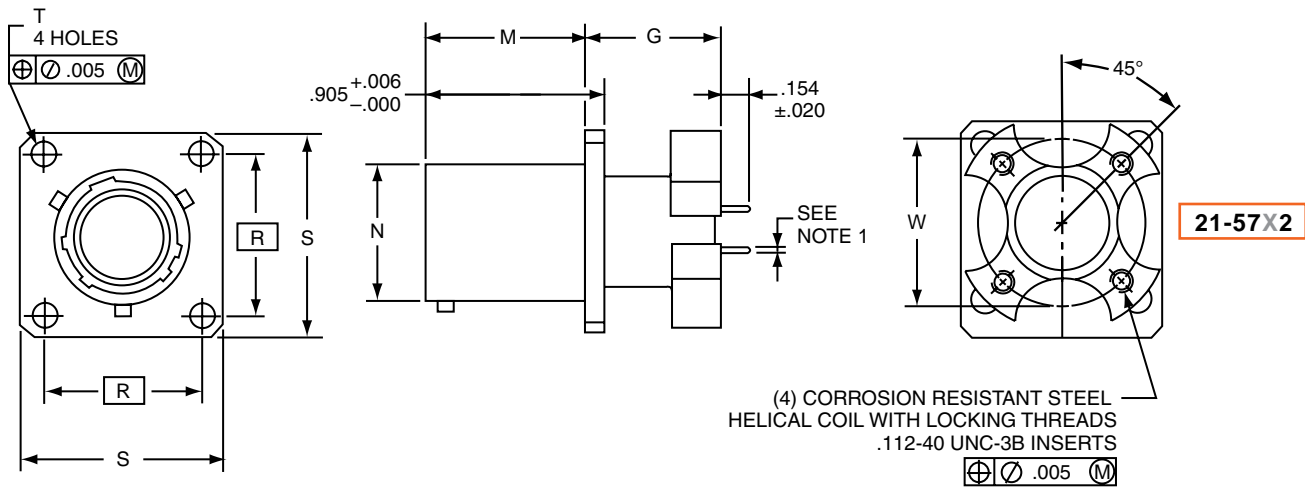 T
4 HOLES
⌖ ⌀ .005 Ⓜ
R
S
R
S
M
G
.905 +.006
–.000
.154
±.020
N
SEE
NOTE 1
45°
W
21-57X2
(4) CORROSION RESISTANT STEEL
HELICAL COIL WITH LOCKING THREADS
.112-40 UNC-3B INSERTS
⌖ ⌀ .005 Ⓜ